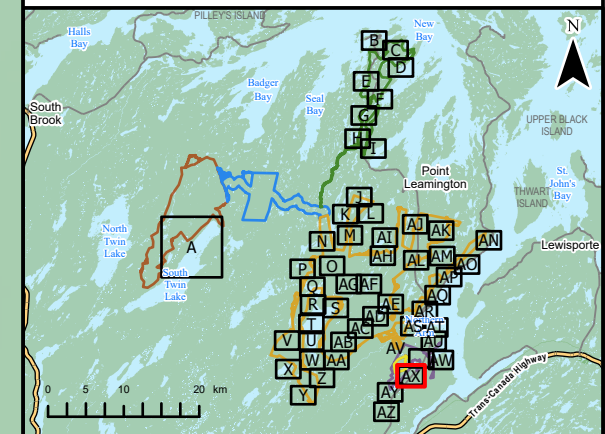 PILLEY'S ISLAND
Halls
Bay
New
Bay
N
B
C
D
Badger
Bay
E
Seal
Bay
F
South
Brook
G
UPPER BLACK
ISLAND
H
I
Point
Leamington
St.
John's
Bay
THWART
ISLAND
J
K
L
AJ
AK
North
Twin
Lake
A
N
M
AI
AN
Lewisporte
AH
AL
AM
AO
P
O
AP
South
Twin
Lake
Q
AG
AF
AQ
R
S
AE
AR
AD
T
AC
AS
AT
V
U
AB
AU
AV
W
AA
AW
X
Z
AX
Trans-Canada Highway
Y
AY
AZ
0 5 10 20 km